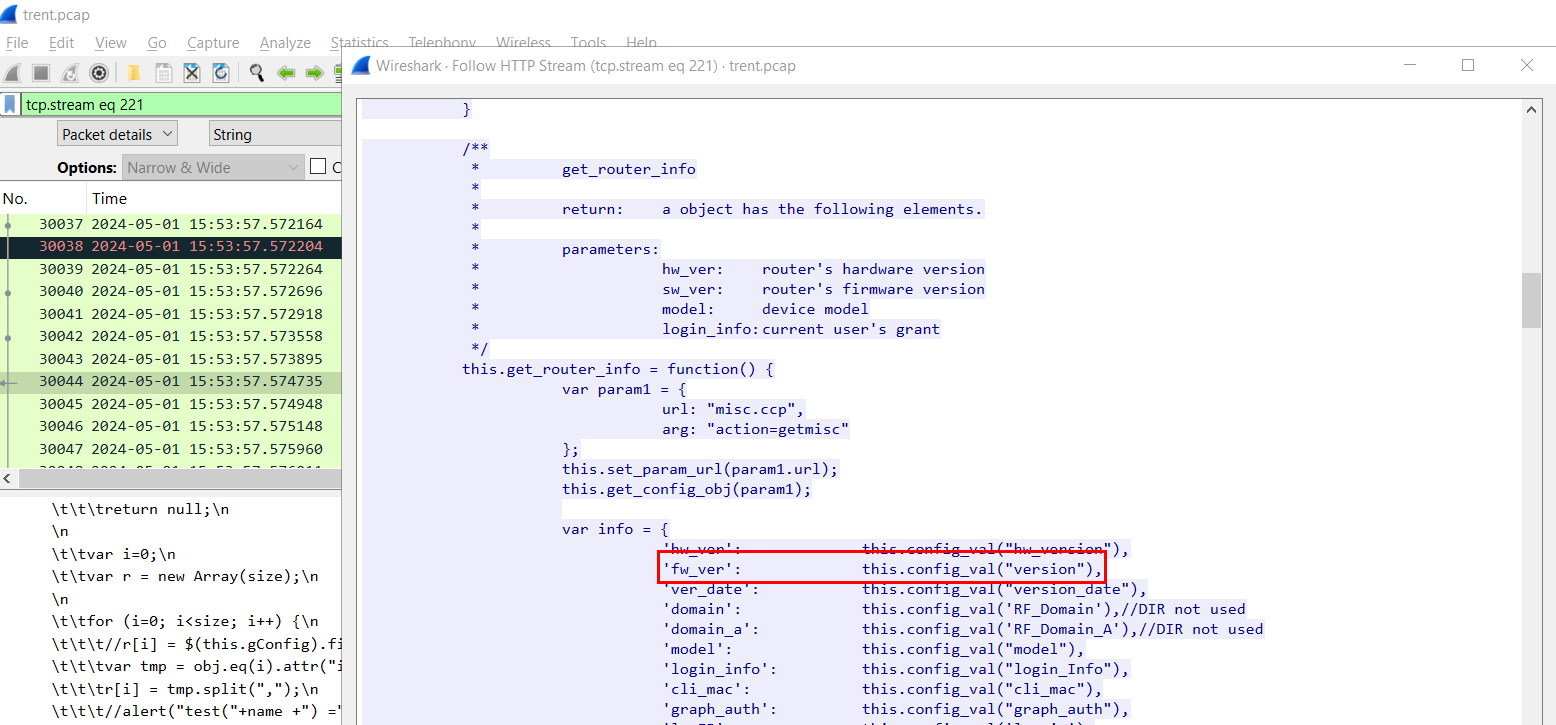 trent.pcap
File Edit View Go Capture Analyze Statistics Telephony Wireless Tools Help
Wireshark · Follow HTTP Stream (tcp.stream eq 221) · trent.pcap
tcp.stream eq 221
Packet details String
Options: Narrow & Wide C
No. Time
30037 2024-05-01 15:53:57.572164
30038 2024-05-01 15:53:57.572204
30039 2024-05-01 15:53:57.572264
30040 2024-05-01 15:53:57.572696
30041 2024-05-01 15:53:57.572918
30042 2024-05-01 15:53:57.573558
30043 2024-05-01 15:53:57.573895
30044 2024-05-01 15:53:57.574735
30045 2024-05-01 15:53:57.574948
30046 2024-05-01 15:53:57.575148
30047 2024-05-01 15:53:57.575960
\t\t\treturn null;\n
\n
\t\tvar i=0;\n
\t\tvar r = new Array(size);\n
\n
\t\tfor (i=0; i<size; i++) {\n
\t\t\t//r[i] = $(this.gConfig).fi
\t\t\tvar tmp = obj.eq(i).attr("i
\t\t\tr[i] = tmp.split(",");\n
\t\t\t//alert("test("+name +") ="
}
/**
* get_router_info
*
* return: a object has the following elements.
*
* parameters:
* hw_ver: router's hardware version
* sw_ver: router's firmware version
* model: device model
* login_info: current user's grant
*/
this.get_router_info = function() {
var param1 = {
url: "misc.ccp",
arg: "action=getmisc"
};
this.set_param_url(param1.url);
this.get_config_obj(param1);
var info = {
'hw_ver': this.config_val("hw_version"),
'fw_ver': this.config_val("version"),
'ver_date': this.config_val("version_date"),
'domain': this.config_val('RF_Domain'),//DIR not used
'domain_a': this.config_val('RF_Domain_A'),//DIR not used
'model': this.config_val("model"),
'login_info': this.config_val("login_Info"),
'cli_mac': this.config_val("cli_mac"),
'graph_auth': this.config_val("graph_auth"),